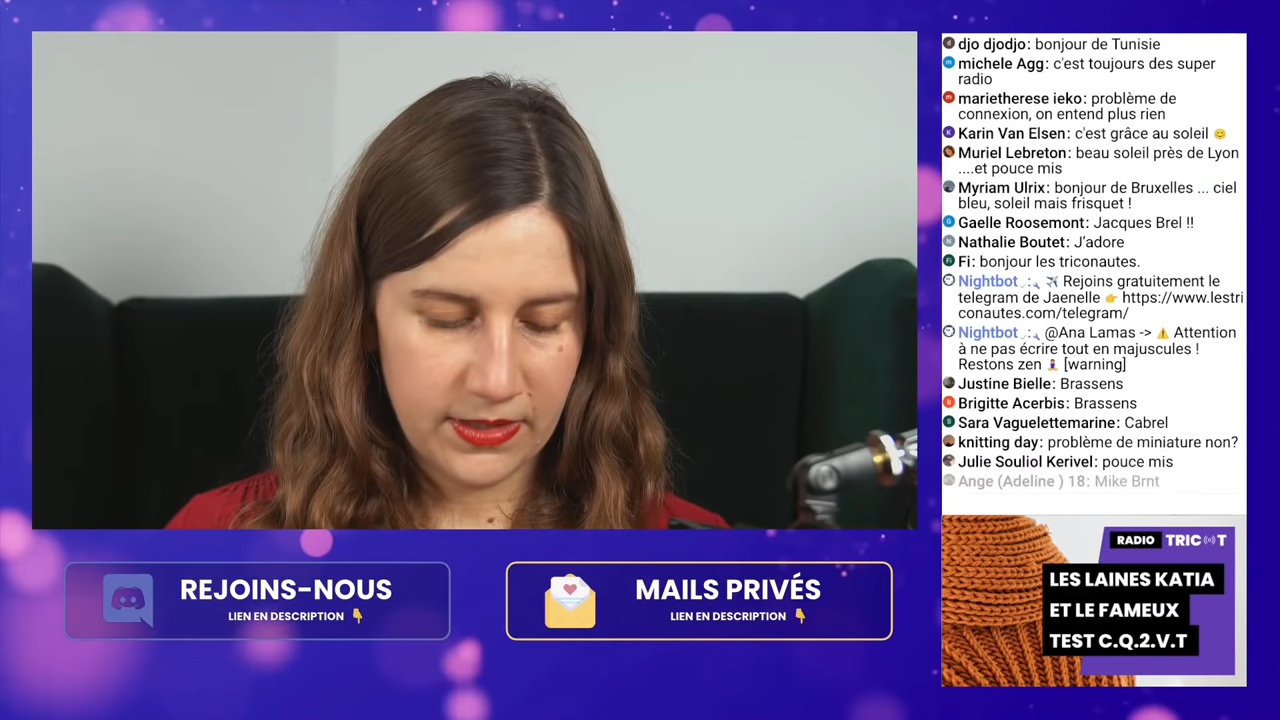 djo djodjo: bonjour de Tunisie
michele Agg: c'est toujours des super
radio
marietherese ieko: problème de
connexion, on entend plus rien
Karin Van Elsen: c'est grâce au soleil 😊
Muriel Lebreton: beau soleil près de Lyon
....et pouce mis
Myriam Ulrix: bonjour de Bruxelles ... ciel
bleu, soleil mais frisquet !
Gaelle Roosemont: Jacques Brel !!
Nathalie Boutet: J'adore
Fi: bonjour les triconautes.
Nightbot : ✈️ Rejoins gratuitement le
telegram de Jaenelle 👉 https://www.lestri
conautes.com/telegram/
Nightbot : @Ana Lamas -> ⚠️ Attention
à ne pas écrire tout en majuscules !
Restons zen 🧘‍♀️ [warning]
Justine Bielle: Brassens
Brigitte Acerbis: Brassens
Sara Vaguelettemarine: Cabrel
knitting day: problème de miniature non?
Julie Souliol Kerivel: pouce mis
Ange (Adeline ) 18: Mike Brnt
REJOINS-NOUS
LIEN EN DESCRIPTION 👇
MAILS PRIVÉS
LIEN EN DESCRIPTION 👇
RADIO TRICOT
LES LAINES KATIA
ET LE FAMEUX
TEST C.Q.2.V.T